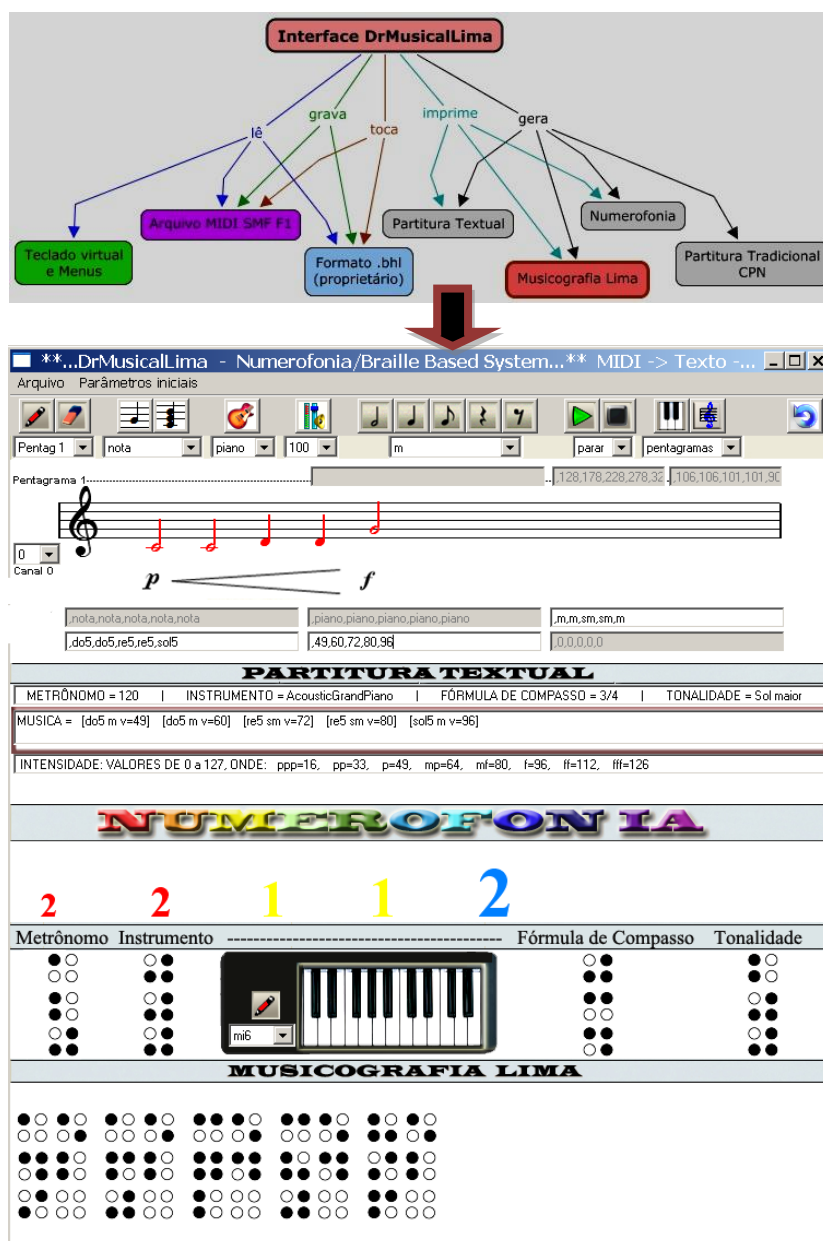 Interface DrMusicalLima
lê
grava
toca
imprime
gera
Teclado virtual
e Menus
Arquivo MIDI SMF F1
Formato .bhl
(proprietário)
Partitura Textual
Musicografia Lima
Numerofonia
Partitura Tradicional
CPN
**...DrMusicalLima - Numerofonia/Braille Based System...** MIDI -> Texto -...
Arquivo Parâmetros iniciais
Pentag 1 nota piano 100 m parar pentagramas
Pentagrama 1 ,128,178,228,278,32 ,106,106,101,101,90
0
Canal 0
p f
,nota,nota,nota,nota,nota ,piano,piano,piano,piano,piano ,m,m,sm,sm,m
,do5,do5,re5,re5,sol5 ,49,60,72,80,96 ,0,0,0,0,0
PARTITURA TEXTUAL
METRÔNOMO = 120 | INSTRUMENTO = AcousticGrandPiano | FÓRMULA DE COMPASSO = 3/4 | TONALIDADE = Sol maior
MUSICA = [do5 m v=49] [do5 m v=60] [re5 sm v=72] [re5 sm v=80] [sol5 m v=96]
INTENSIDADE: VALORES DE 0 a 127, ONDE: ppp=16, pp=33, p=49, mp=64, mf=80, f=96, ff=112, fff=126
NUMEROFONIA
2 2 1 1 2
Metrônomo Instrumento Fórmula de Compasso Tonalidade
mi6
MUSICOGRAFIA LIMA